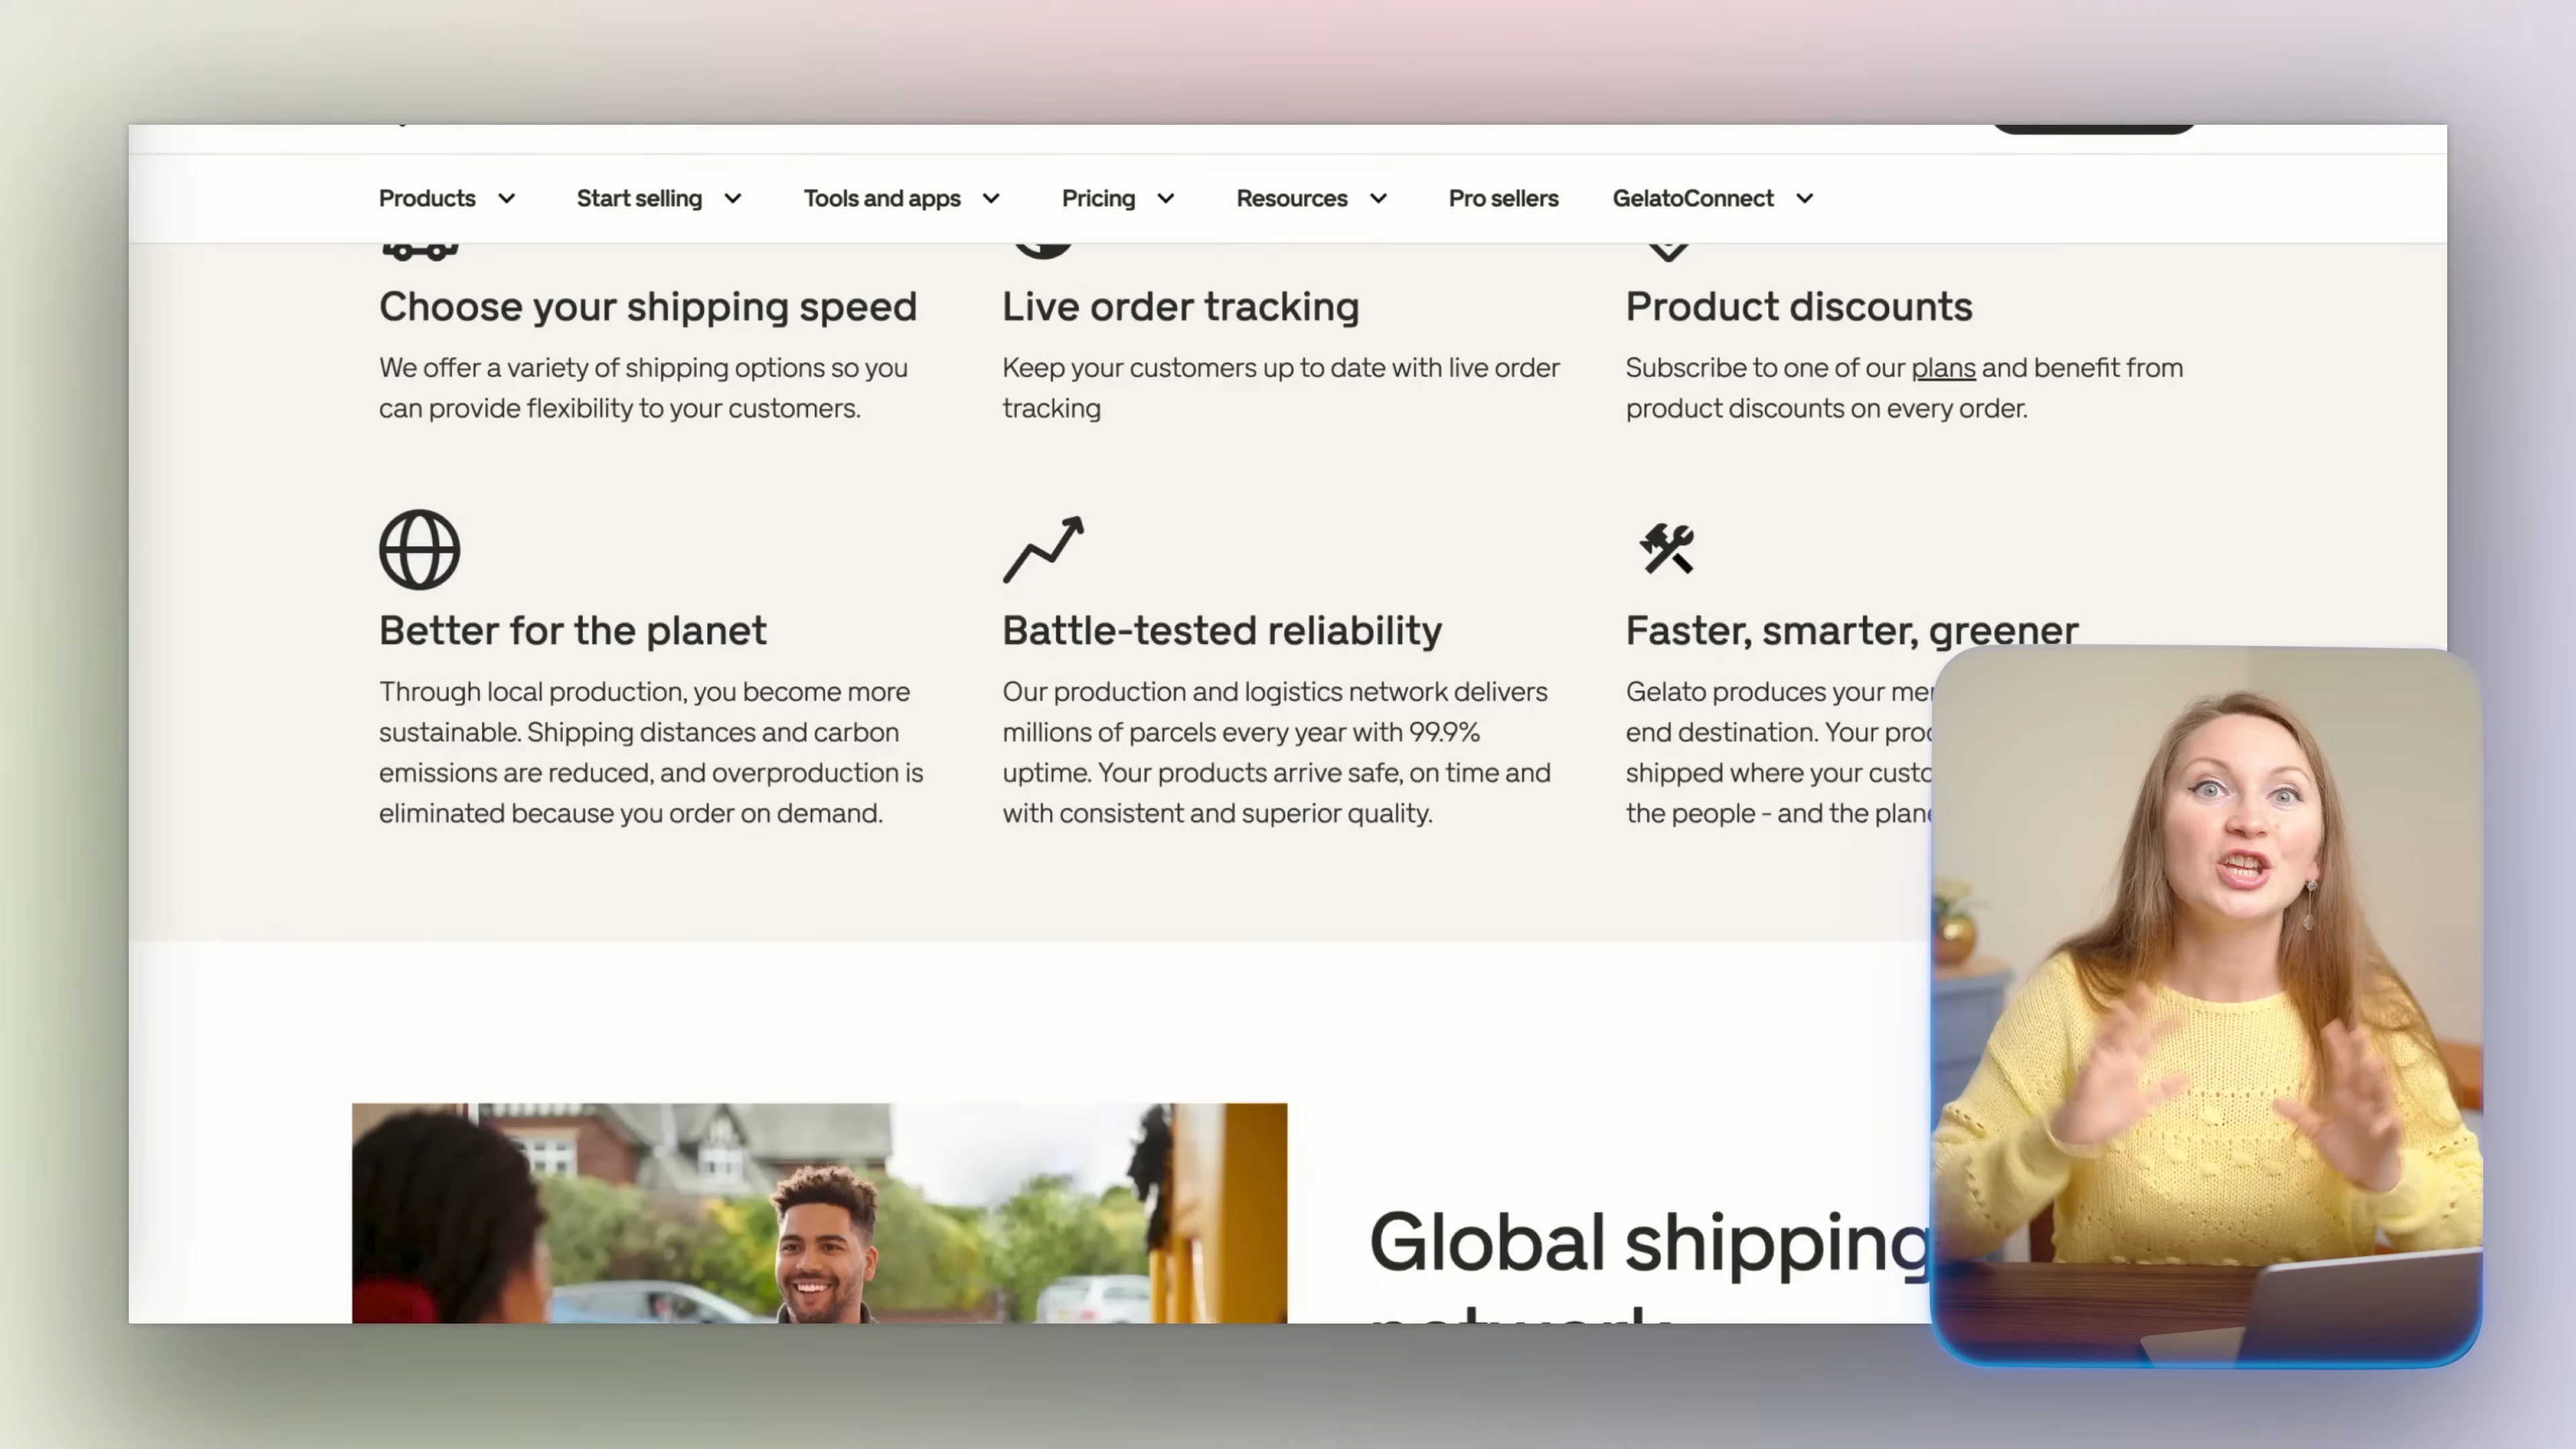 Products
Start selling
Tools and apps
Pricing
Resources
Pro sellers
GelatoConnect
Choose your shipping speed
We offer a variety of shipping options so you
can provide flexibility to your customers.
Live order tracking
Keep your customers up to date with live order
tracking
Product discounts
Subscribe to one of our plans and benefit from
product discounts on every order.
Better for the planet
Through local production, you become more
sustainable. Shipping distances and carbon
emissions are reduced, and overproduction is
eliminated because you order on demand.
Battle-tested reliability
Our production and logistics network delivers
millions of parcels every year with 99.9%
uptime. Your products arrive safe, on time and
with consistent and superior quality.
Faster, smarter, greener
Gelato produces your
end destination. Your
shipped where your
the people - and the
Global shipping
network